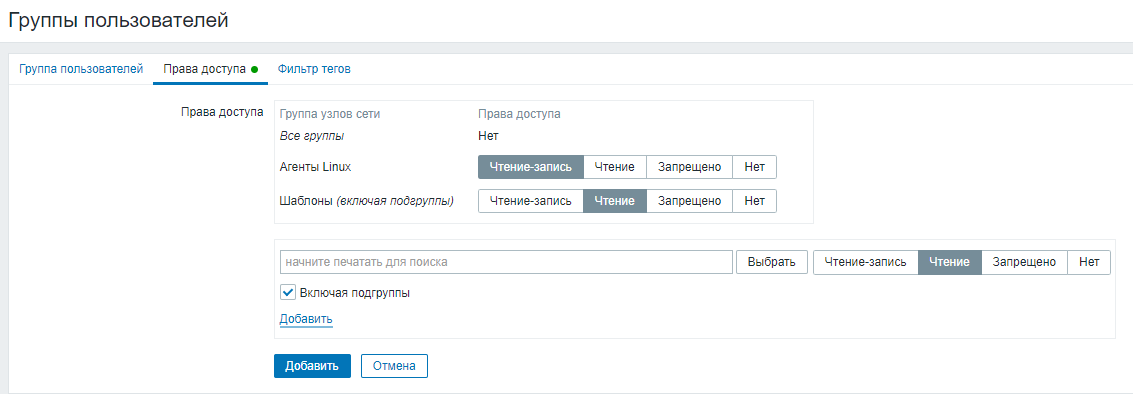 Группы пользователей
Группа пользователей Права доступа Фильтр тегов
Права доступа Группа узлов сети Права доступа
Все группы Нет
Агенты Linux Чтение-запись Чтение Запрещено Нет
Шаблоны (включая подгруппы) Чтение-запись Чтение Запрещено Нет
начните печатать для поиска Выбрать Чтение-запись Чтение Запрещено Нет
Включая подгруппы
Добавить
Добавить Отмена